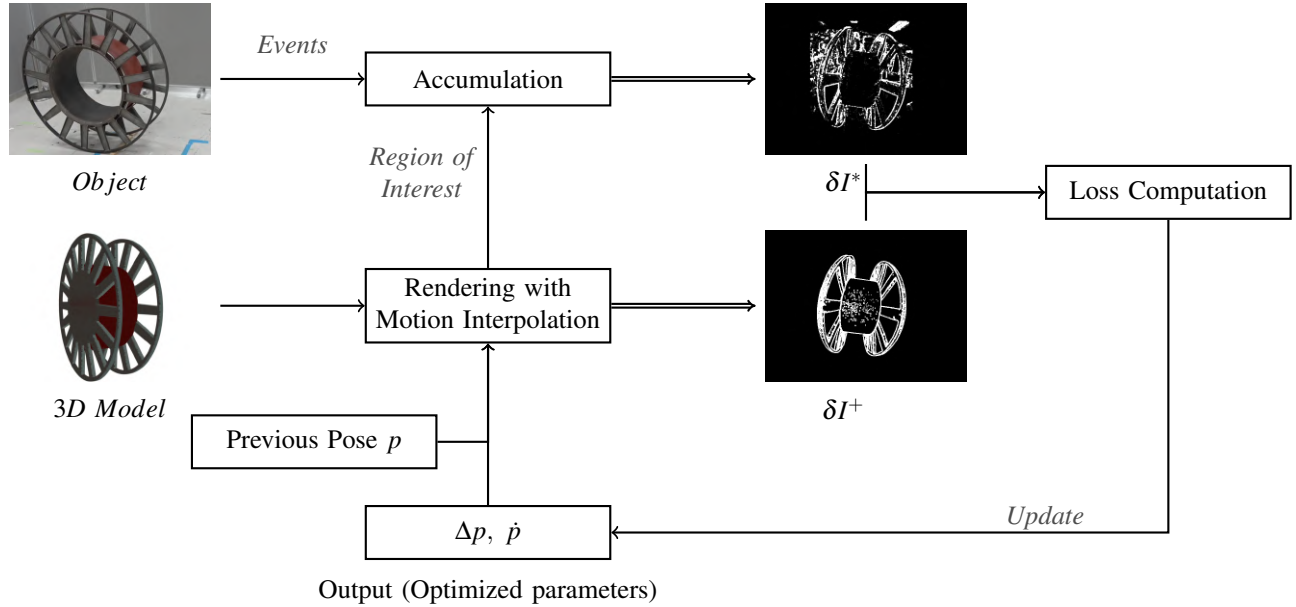 Events
Accumulation
Object
Region of
Interest
δI*
Loss Computation
Rendering with
Motion Interpolation
3D Model
δI⁺
Previous Pose p
Δp, ṗ
Update
Output (Optimized parameters)